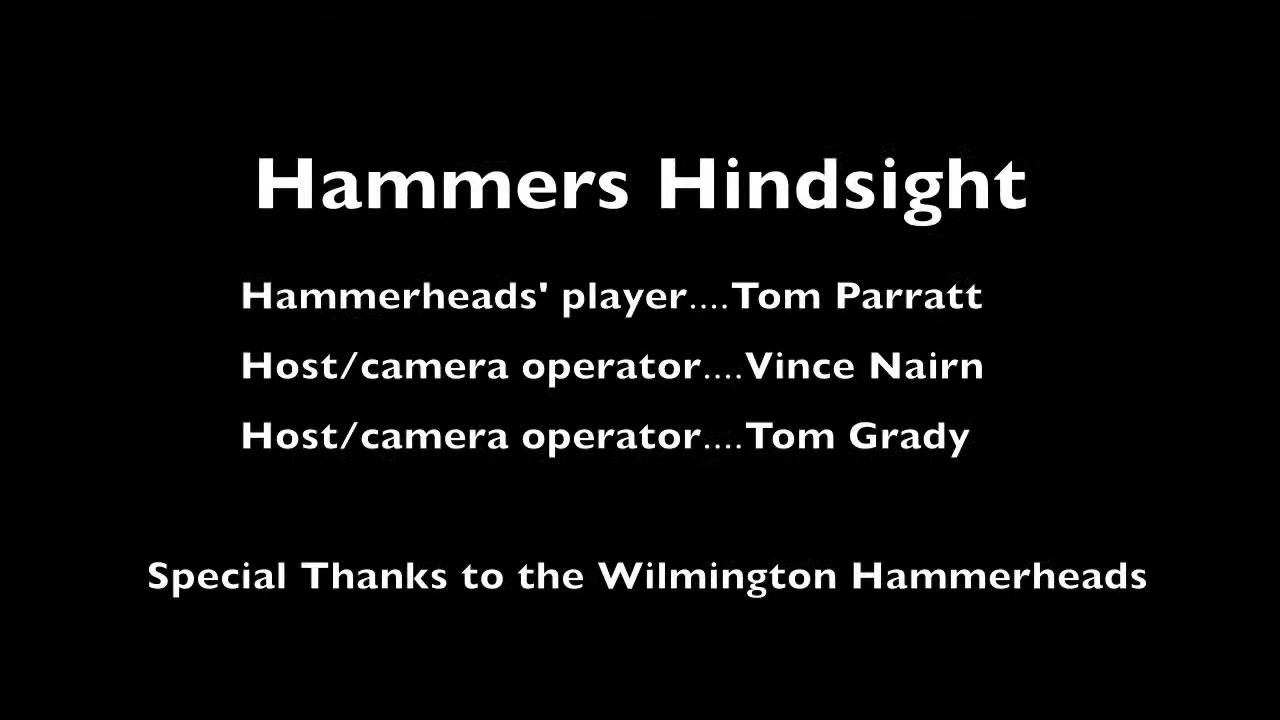 Hammers Hindsight
Hammerheads' player....Tom Parratt
Host/camera operator....Vince Nairn
Host/camera operator....Tom Grady
Special Thanks to the Wilmington Hammerheads